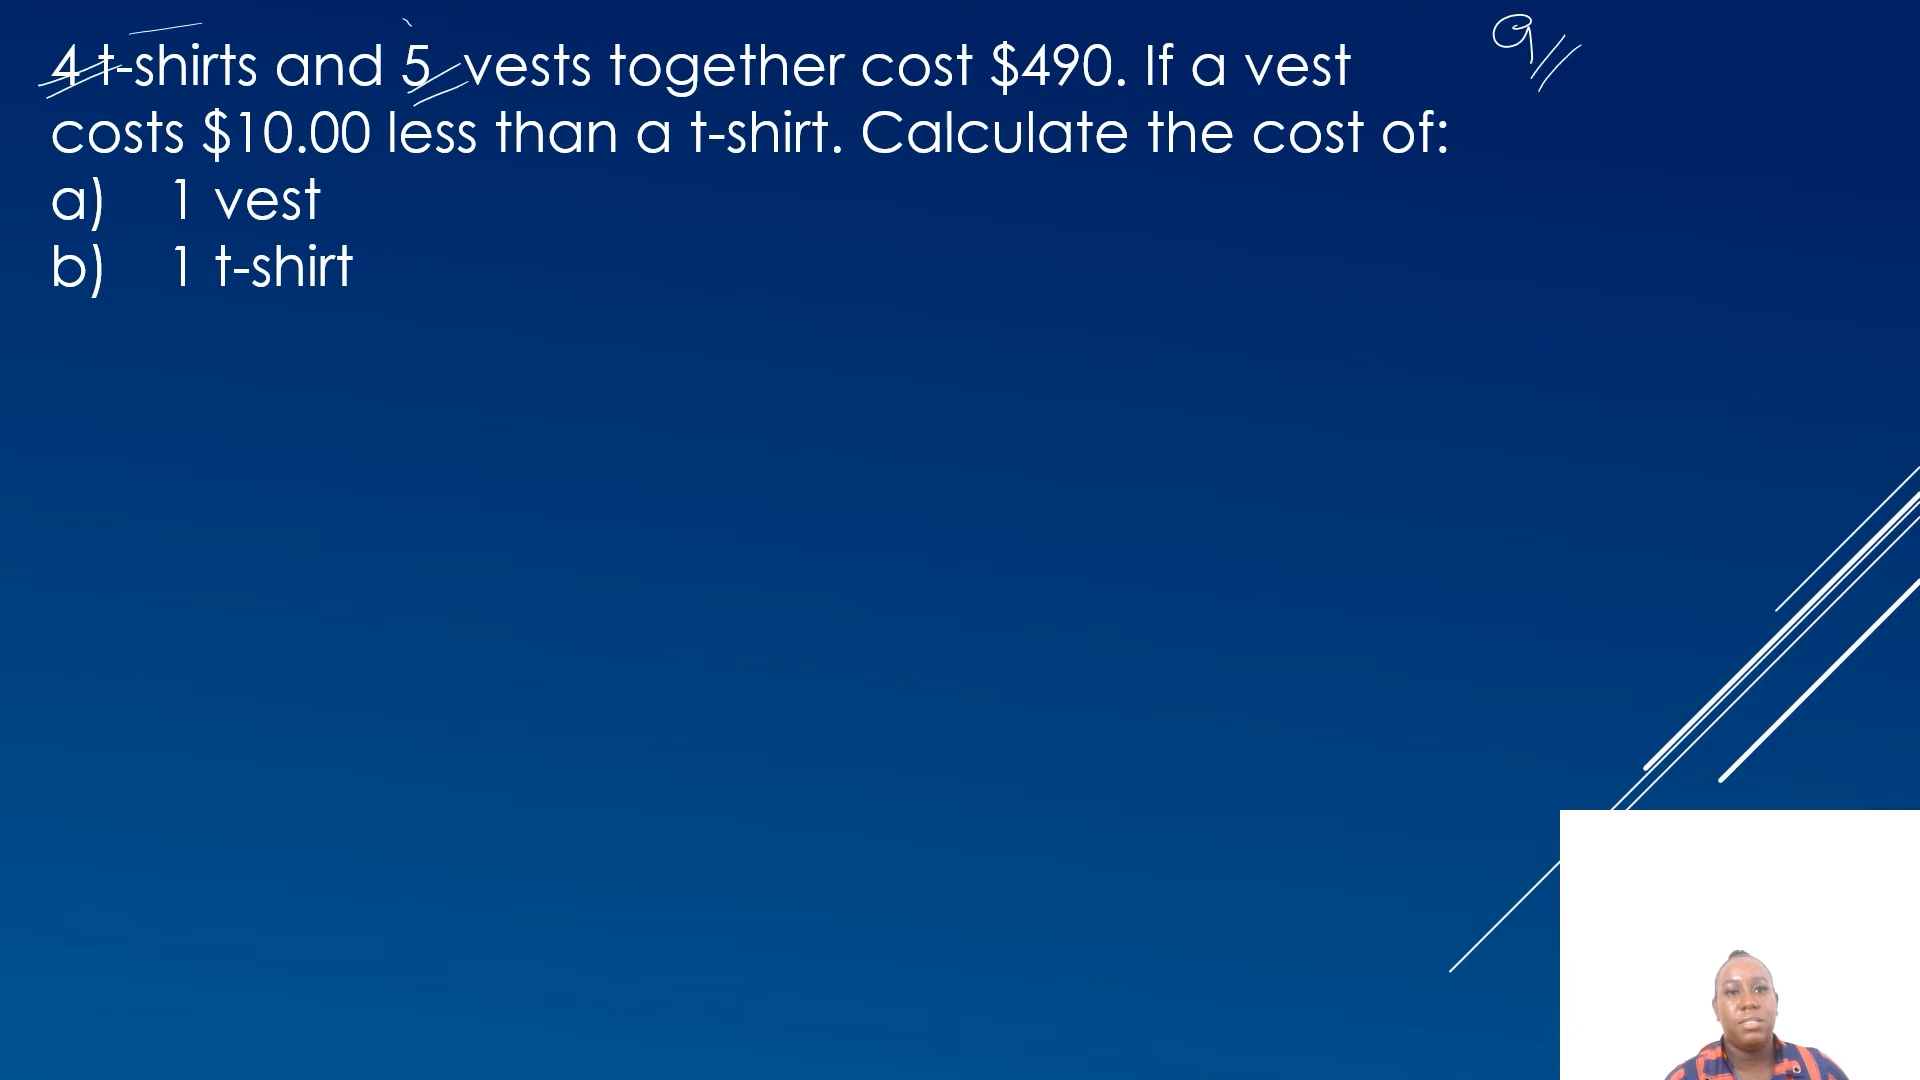 4 t-shirts and 5 vests together cost $490. If a vest 9
costs $10.00 less than a t-shirt. Calculate the cost of:
a) 1 vest
b) 1 t-shirt